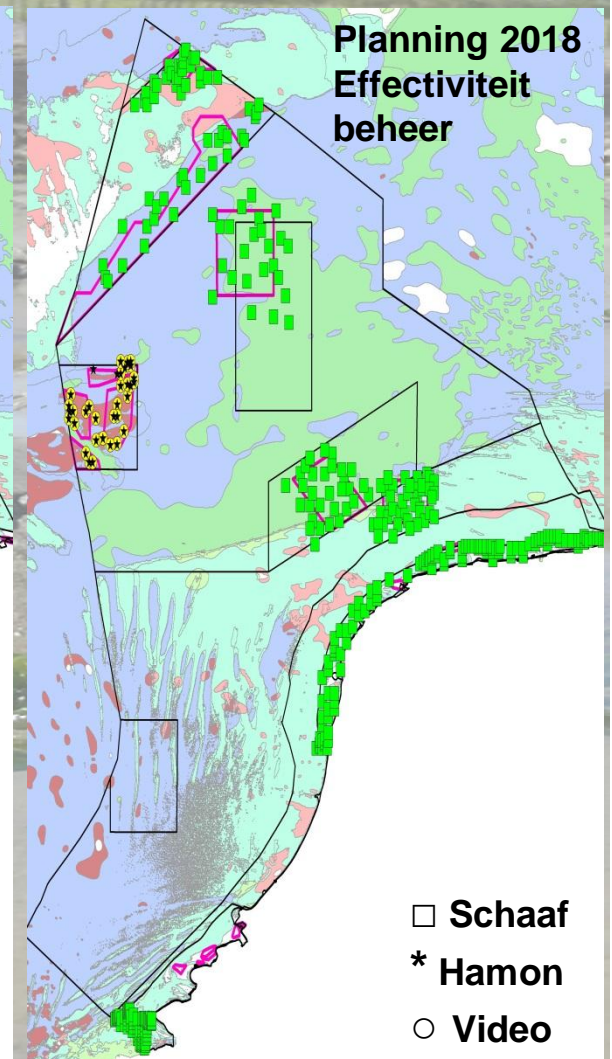 Planning 2018
Effectiviteit
beheer
□ Schaaf
* Hamon
○ Video